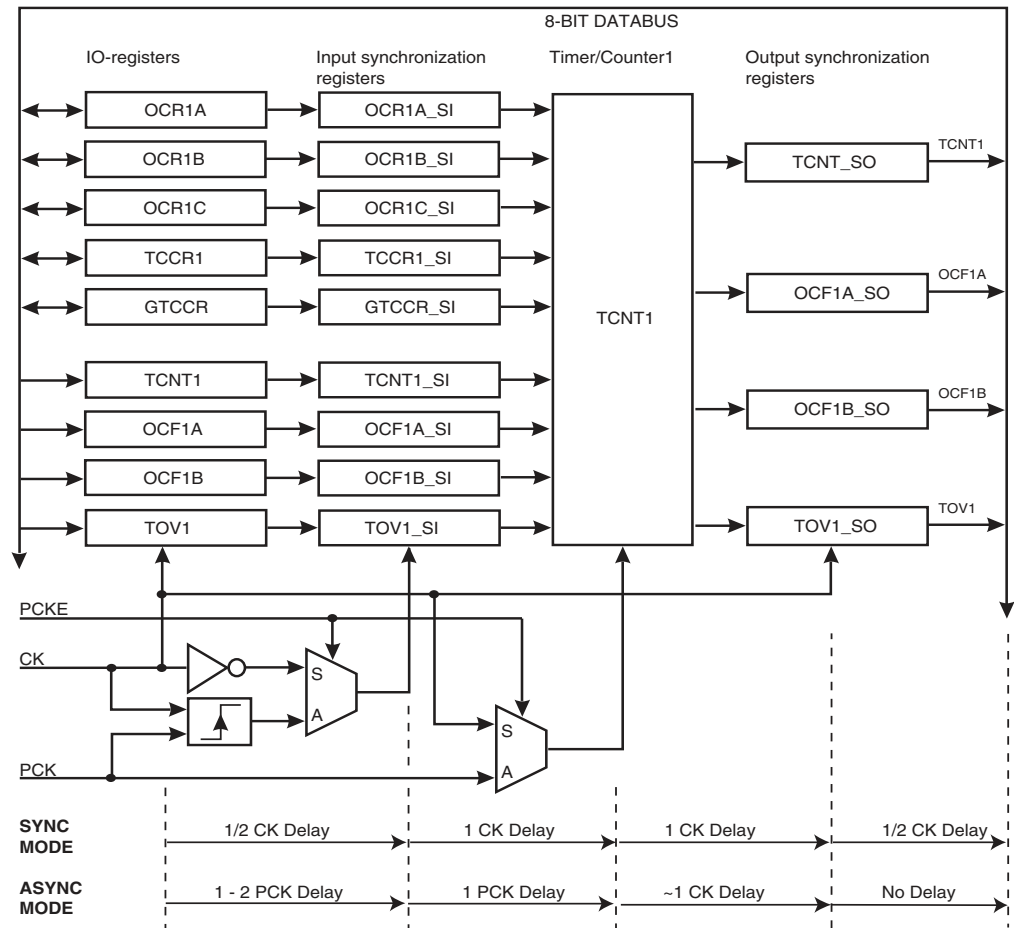 8-BIT DATABUS
IO-registers
Input synchronization
registers
Timer/Counter1
Output synchronization
registers
OCR1A
OCR1A_SI
OCR1B
OCR1B_SI
OCR1C
OCR1C_SI
TCCR1
TCCR1_SI
GTCCR
GTCCR_SI
TCNT1
TCNT1_SI
OCF1A
OCF1A_SI
OCF1B
OCF1B_SI
TOV1
TOV1_SI
TCNT1
TCNT_SO
TCNT1
OCF1A_SO
OCF1A
OCF1B_SO
OCF1B
TOV1_SO
TOV1
PCKE
CK
S
A
S
A
PCK
SYNC
MODE
1/2 CK Delay
1 CK Delay
1 CK Delay
1/2 CK Delay
ASYNC
MODE
1 - 2 PCK Delay
1 PCK Delay
~1 CK Delay
No Delay